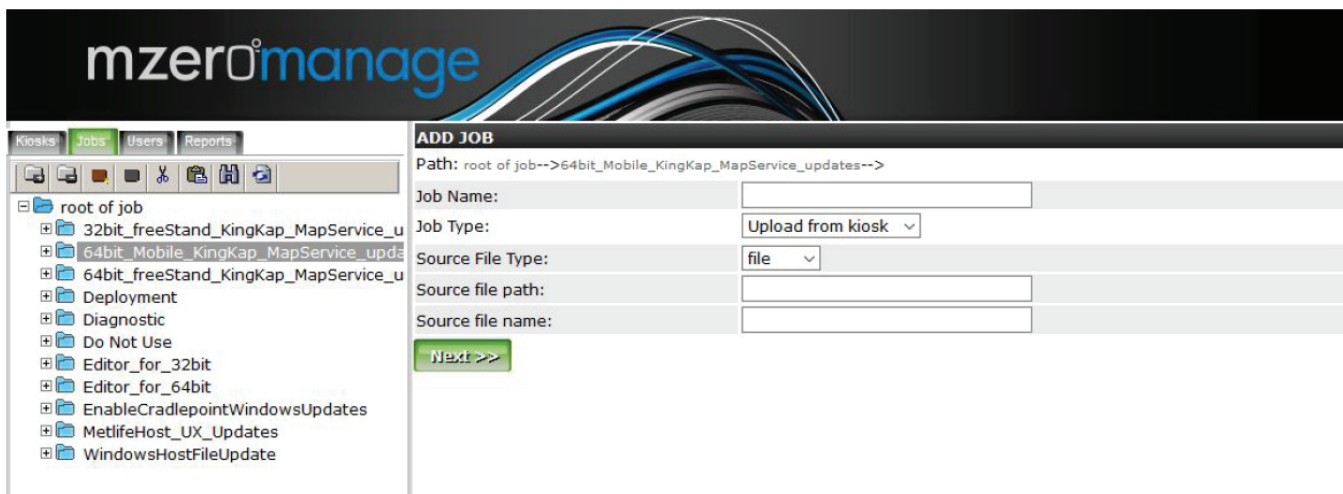 mzeromanage
Kiosks Jobs Users Reports
root of job
32bit_freeStand_KingKap_MapService_u
64bit_Mobile_KingKap_MapService_upda
64bit_freeStand_KingKap_MapService_u
Deployment
Diagnostic
Do Not Use
Editor_for_32bit
Editor_for_64bit
EnableCradlepointWindowsUpdates
MetlifeHost_UX_Updates
WindowsHostFileUpdate
ADD JOB
Path: root of job-->64bit_Mobile_KingKap_MapService_updates-->
Job Name:
Job Type: Upload from kiosk
Source File Type: file
Source file path:
Source file name:
Next >>